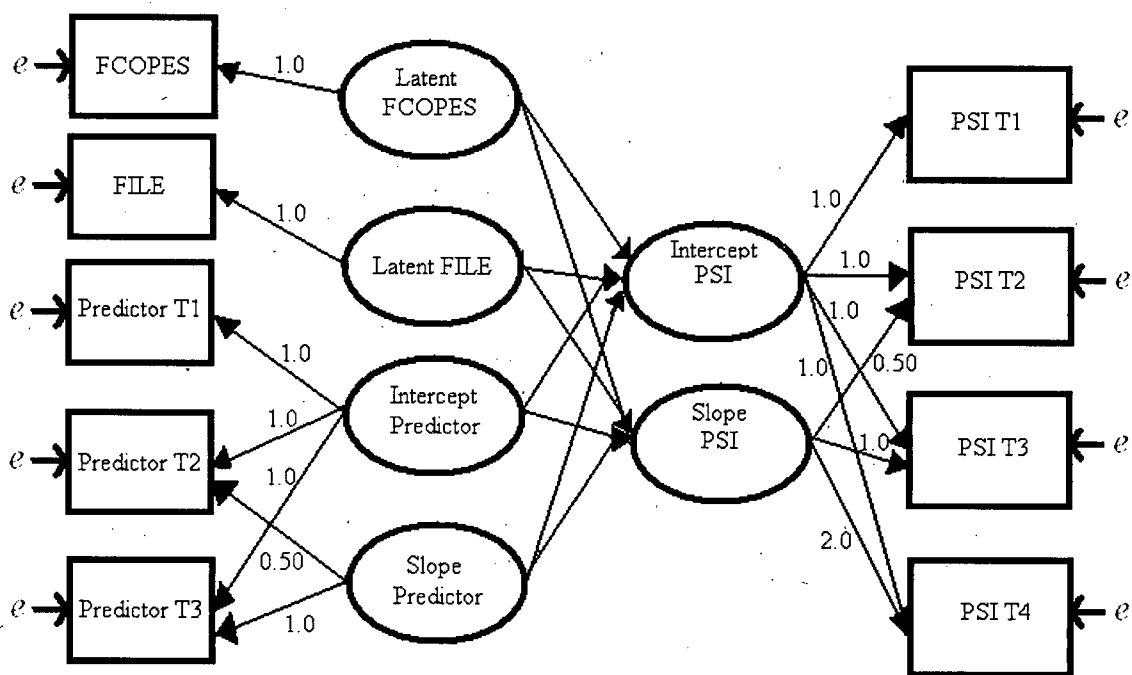 e
FCOPES
1.0
Latent
FCOPES
e
FILE
1.0
Latent FILE
e
Predictor T1
1.0
Intercept
Predictor
1.0
1.0
e
Predictor T2
0.50
Slope
Predictor
1.0
e
Predictor T3
Intercept
PSI
Slope
PSI
1.0
1.0
1.0
1.0
0.50
1.0
2.0
PSI T1
e
PSI T2
e
PSI T3
e
PSI T4
e